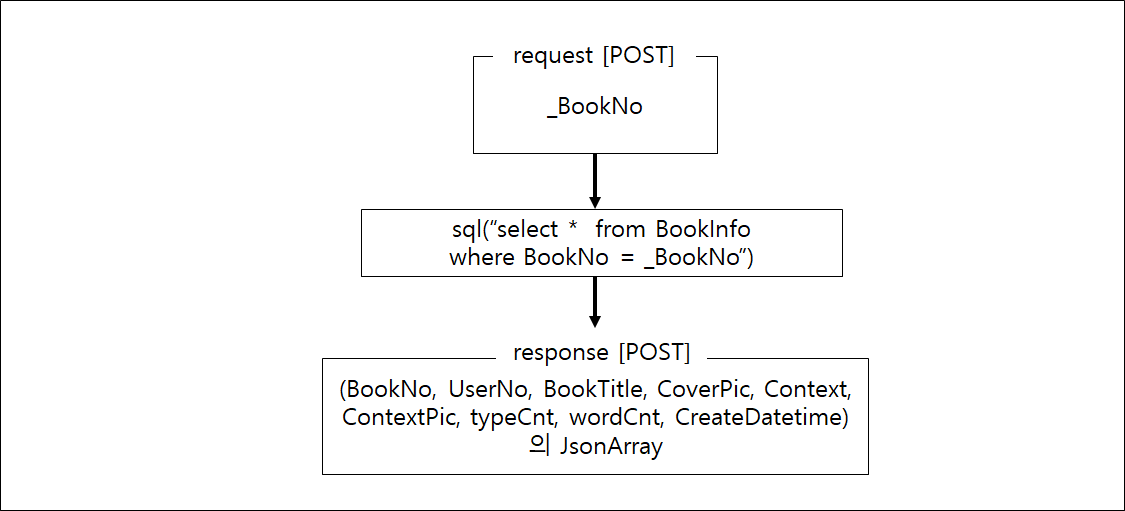 request [POST]
_BookNo
sql(“select * from BookInfo
where BookNo = _BookNo”)
response [POST]
(BookNo, UserNo, BookTitle, CoverPic, Context,
ContextPic, typeCnt, wordCnt, CreateDatetime)
의 JsonArray